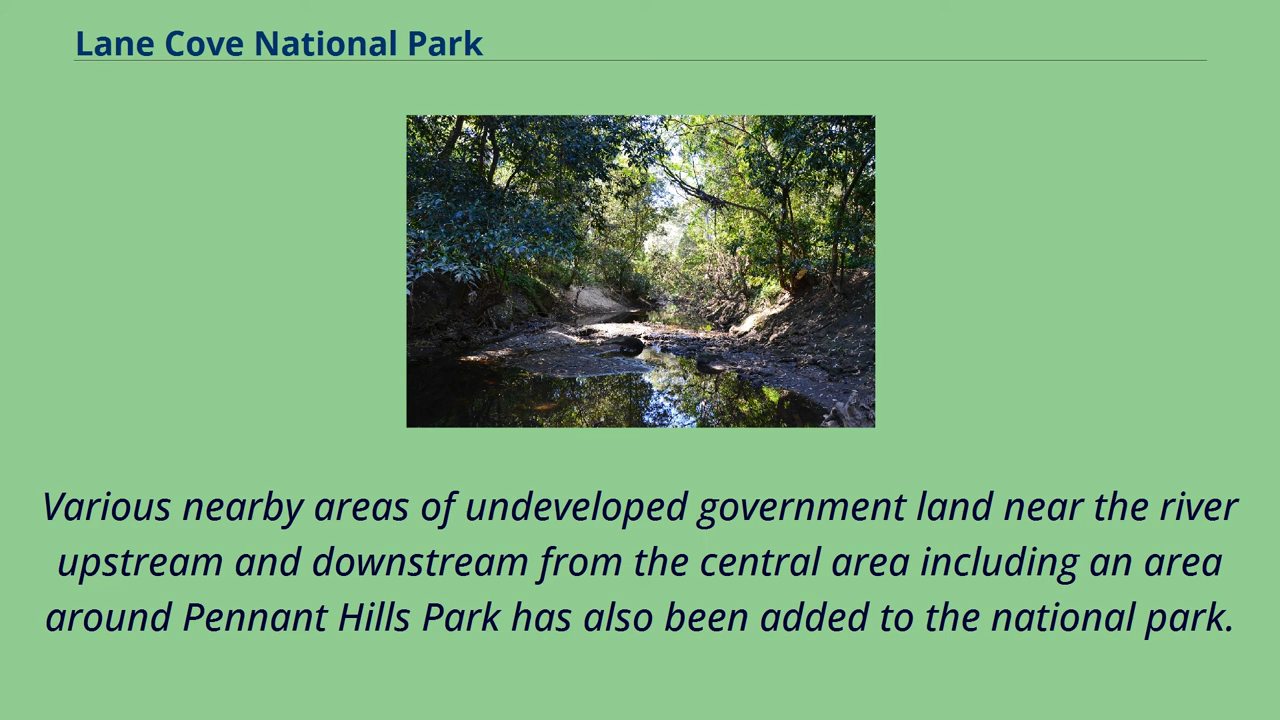 Lane Cove National Park
Various nearby areas of undeveloped government land near the river
upstream and downstream from the central area including an area
around Pennant Hills Park has also been added to the national park.